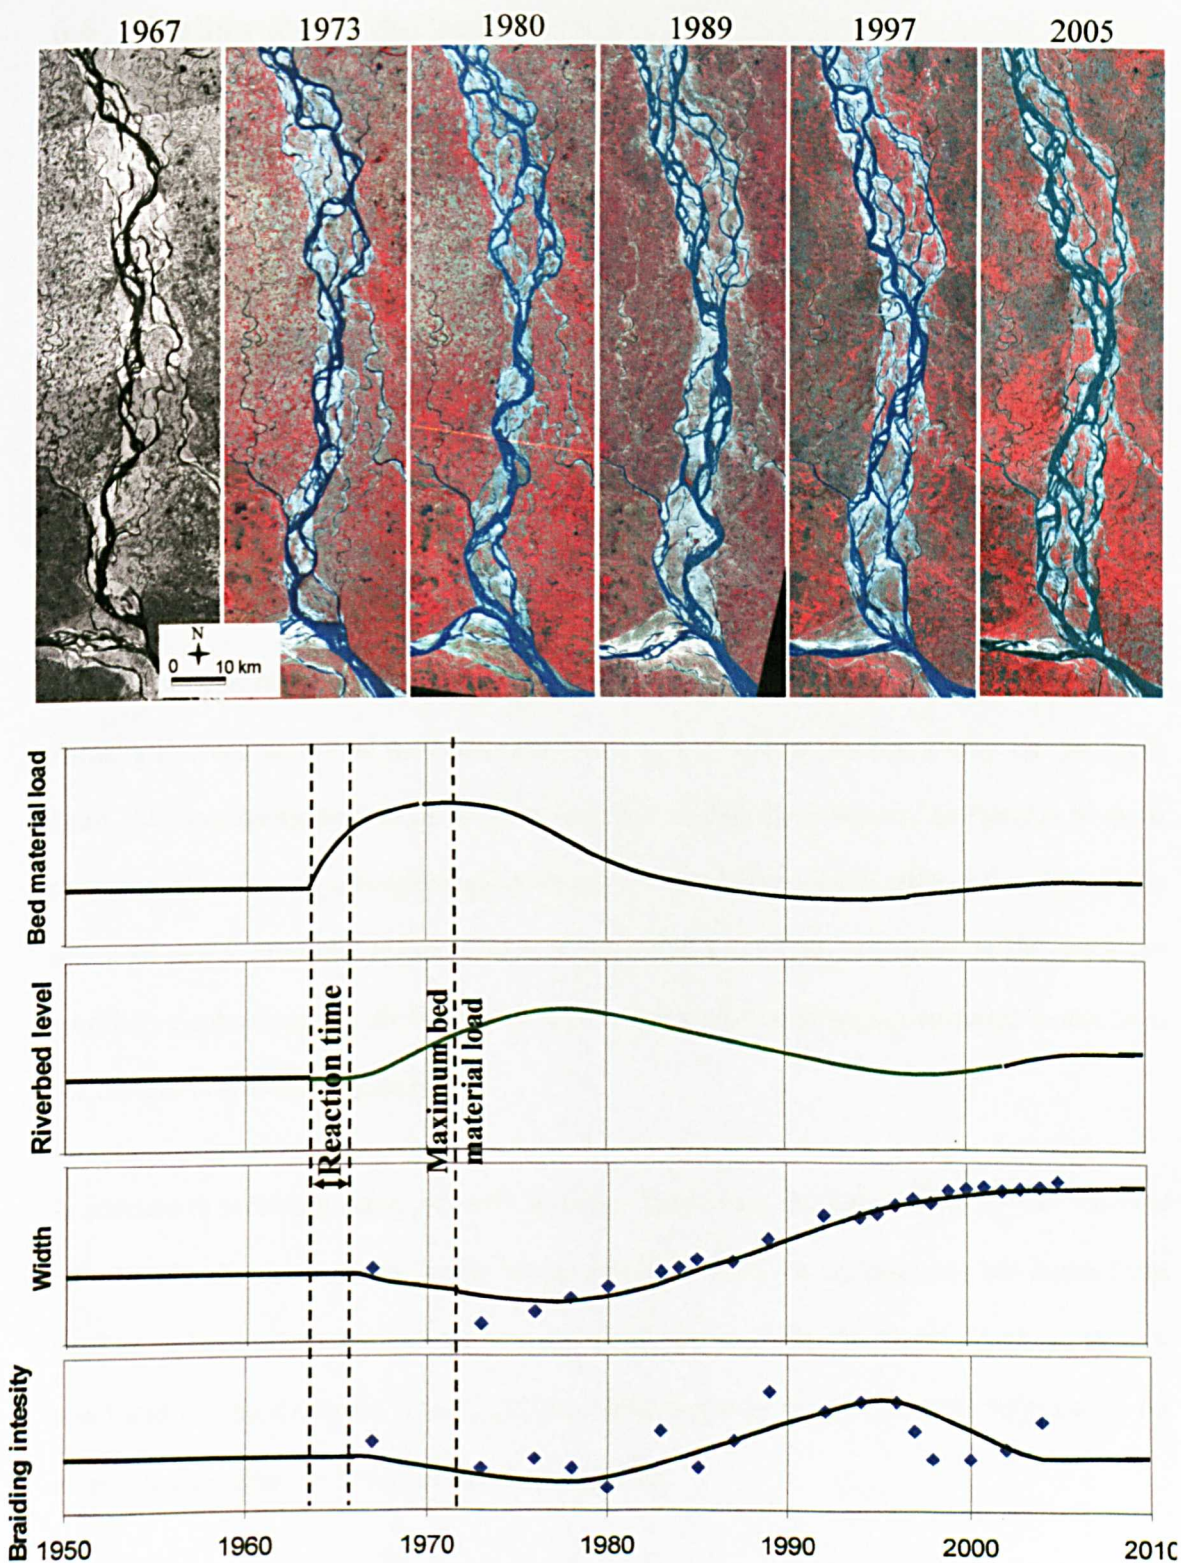 1967 1973 1980 1989 1997 2005
N
0 10 km
Bed material load
Riverbed level
Reaction time
Maximum bed
material load
Width
Braiding intesity
1950 1960 1970 1980 1990 2000 2010